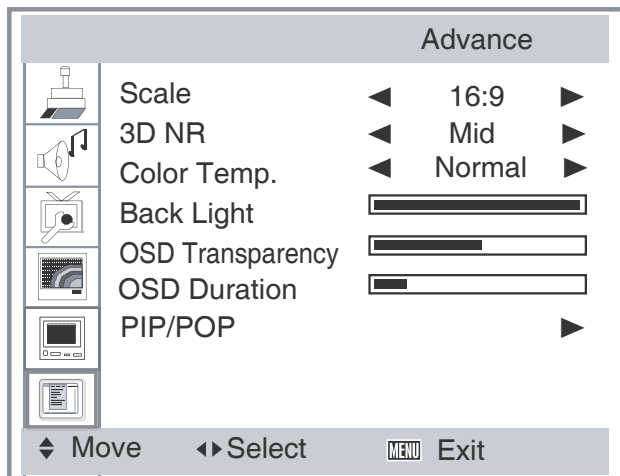 Advance
Scale ◀ 16:9 ▶
3D NR ◀ Mid ▶
Color Temp. ◀ Normal ▶
Back Light
OSD Transparency
OSD Duration
PIP/POP ▶
Move Select MENU Exit